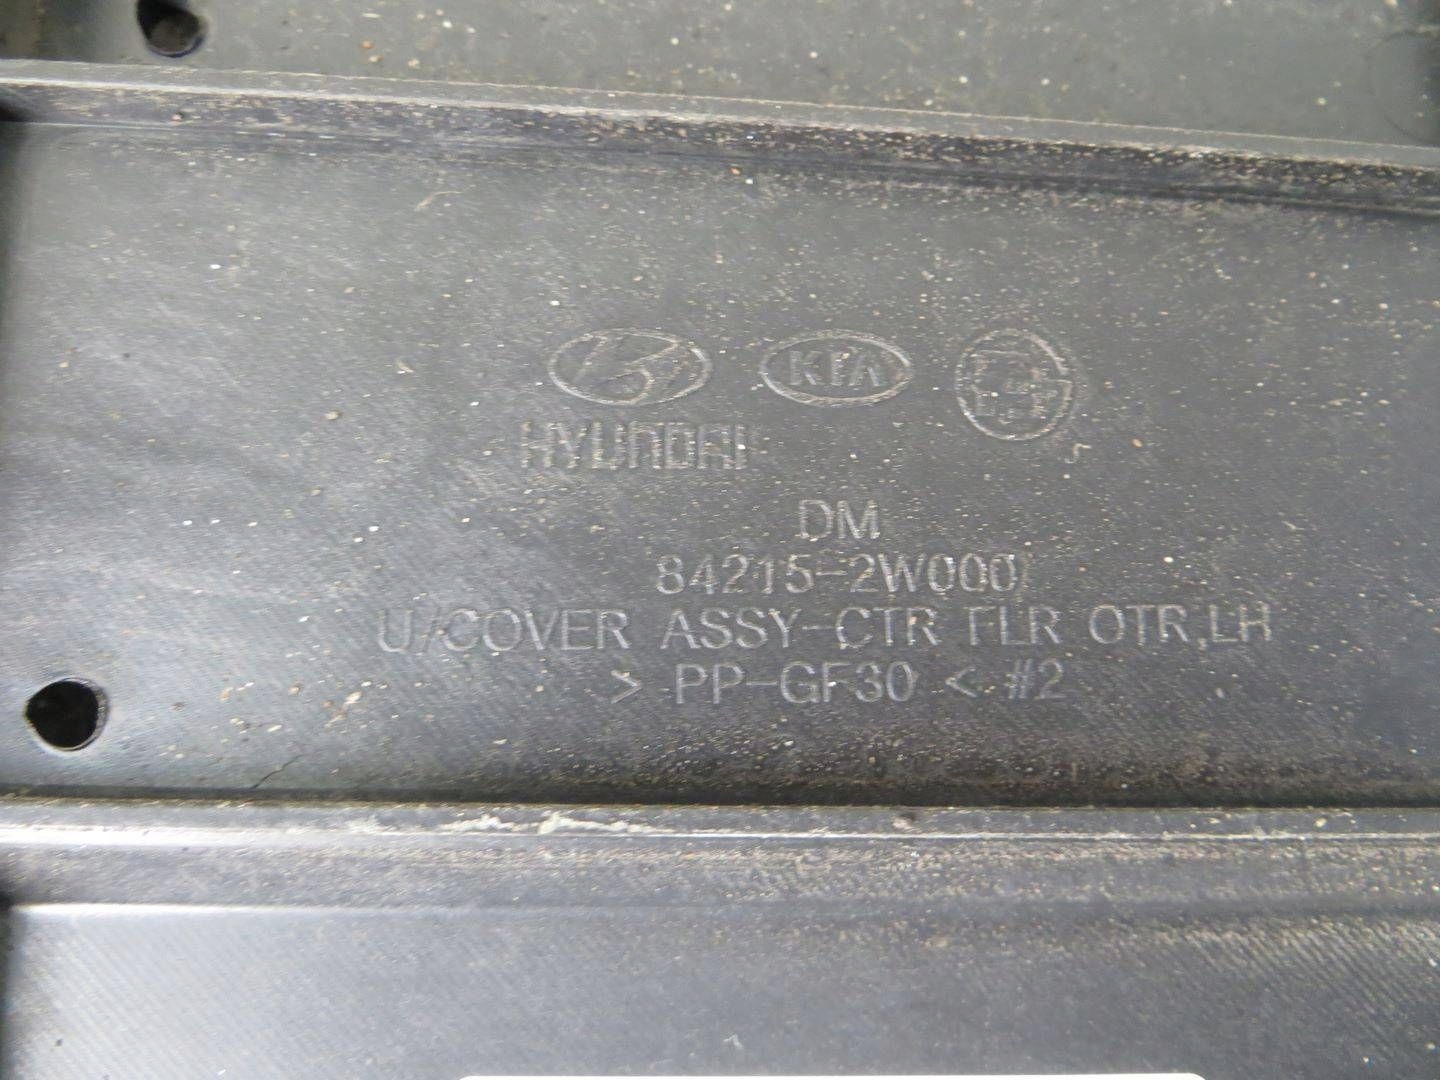 KIA
HYUNDAI
DM
84215-2W000
U/COVER ASSY-CTR FLR OTR,LH
> PP-GF30 < #2